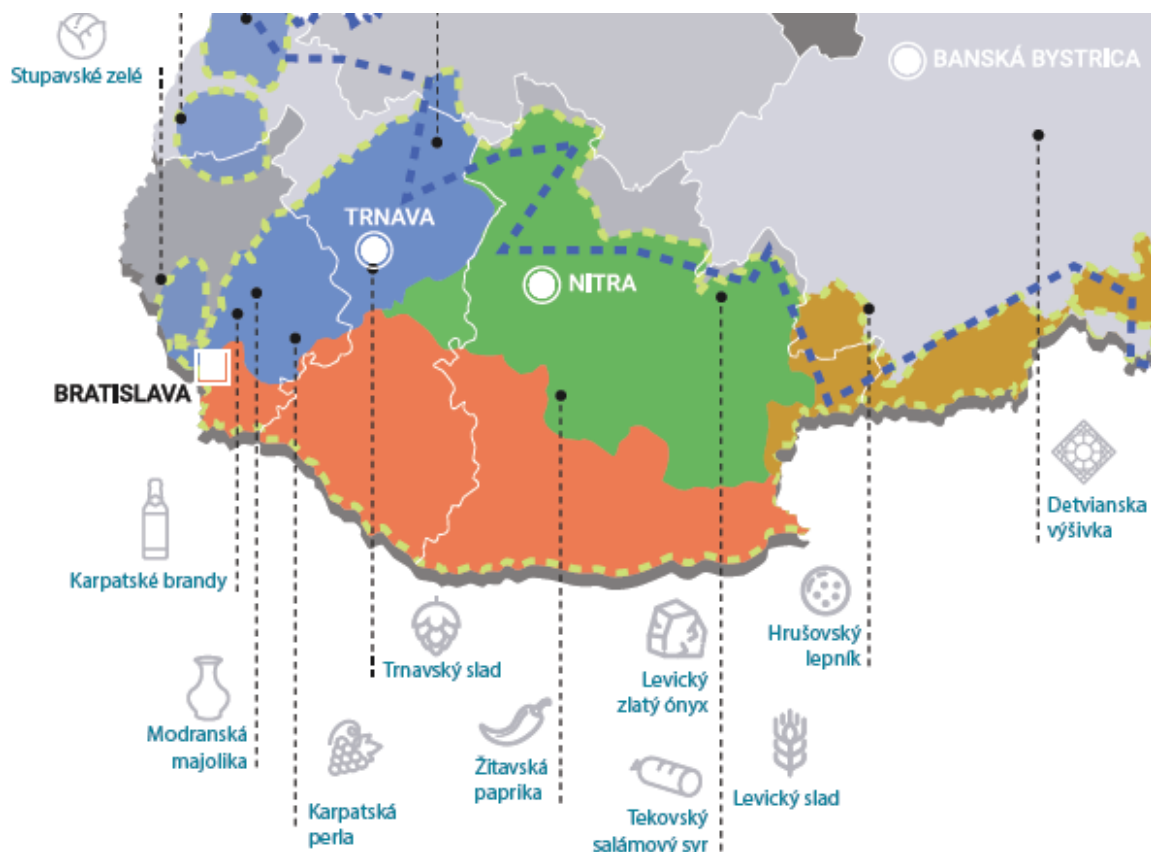 Stupavské zelé
BANSKÁ BYSTRICA
TRNAVA
NITRA
BRATISLAVA
Detvianska
výšivka
Karpatské brandy
Hrušovský
lepník
Trnavský slad
Levický
zlatý ónyx
Modranská
majolika
Žitavská
paprika
Karpatská
perla
Tekovský
salámový syr
Levický slad